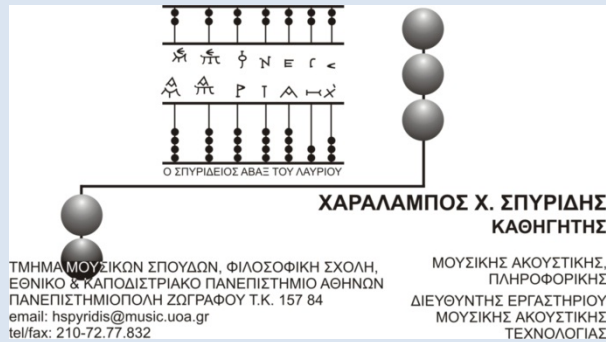 Ο ΣΠΥΡΙΔΕΙΟΣ ΑΒΑΞ ΤΟΥ ΛΑΥΡΙΟΥ
ΧΑΡΑΛΑΜΠΟΣ Χ. ΣΠΥΡΙΔΗΣ
ΚΑΘΗΓΗΤΗΣ
ΤΜΗΜΑ ΜΟΥΣΙΚΩΝ ΣΠΟΥΔΩΝ, ΦΙΛΟΣΟΦΙΚΗ ΣΧΟΛΗ,
ΕΘΝΙΚΟ & ΚΑΠΟΔΙΣΤΡΙΑΚΟ ΠΑΝΕΠΙΣΤΗΜΙΟ ΑΘΗΝΩΝ
ΠΑΝΕΠΙΣΤΗΜΙΟΠΟΛΗ ΖΩΓΡΑΦΟΥ Τ.Κ. 157 84
email: hspyridis@music.uoa.gr
tel/fax: 210-72.77.832
ΜΟΥΣΙΚΗΣ ΑΚΟΥΣΤΙΚΗΣ,
ΠΛΗΡΟΦΟΡΙΚΗΣ
ΔΙΕΥΘΥΝΤΗΣ ΕΡΓΑΣΤΗΡΙΟΥ
ΜΟΥΣΙΚΗΣ ΑΚΟΥΣΤΙΚΗΣ
ΤΕΧΝΟΛΟΓΙΑΣ